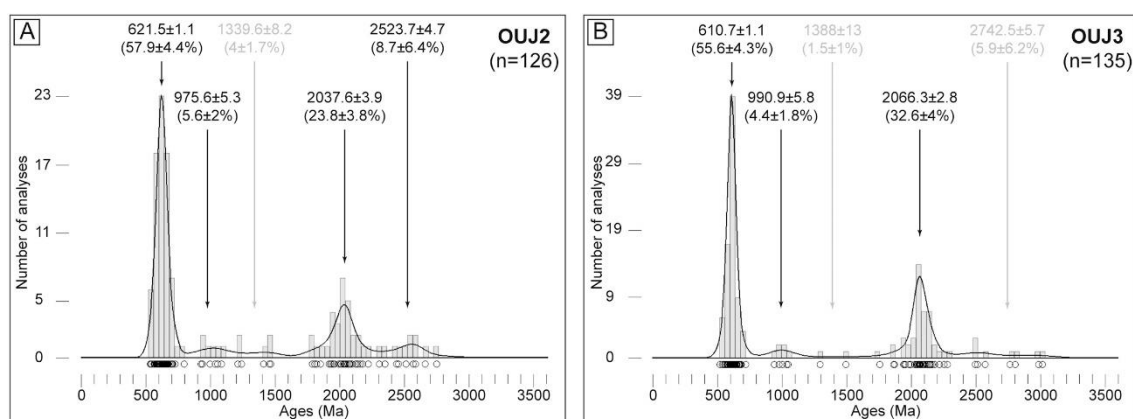 A
621.5±1.1
(57.9±4.4%)
1339.6±8.2
(4±1.7%)
2523.7±4.7
(8.7±6.4%)
OUJ2
(n=126)
975.6±5.3
(5.6±2%)
2037.6±3.9
(23.8±3.8%)
Number of analyses
23
17
11
5
0
0 500 1000 1500 2000 2500 3000 3500
Ages (Ma)
B
610.7±1.1
(55.6±4.3%)
1388±13
(1.5±1%)
2742.5±5.7
(5.9±6.2%)
OUJ3
(n=135)
990.9±5.8
(4.4±1.8%)
2066.3±2.8
(32.6±4%)
Number of analyses
39
29
19
9
0
0 500 1000 1500 2000 2500 3000 3500
Ages (Ma)